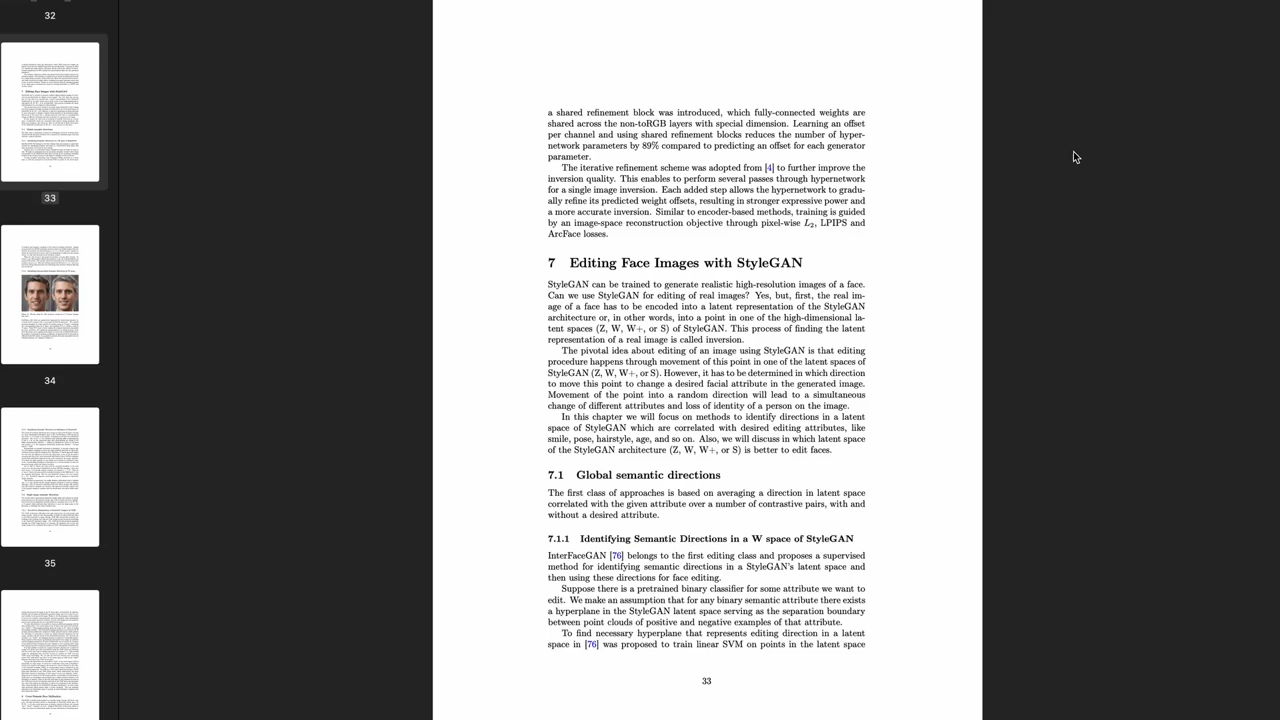 32
33
34
35
a shared refinement block was introduced, which fully-connected weights are
shared across the non-toRGB layers with special dimension. Learning an offset
per channel and using shared refinement blocks reduces the number of hyper-
network parameters by 89% compared to predicting an offset for each generator
parameter.
The iterative refinement scheme was adopted from [4] to further improve the
inversion quality. This enables to perform several passes through hypernetwork
for a single image inversion. Each added step allows the hypernetwork to gradu-
ally refine its predicted weight offsets, resulting in stronger expressive power and
a more accurate inversion. Similar to encoder-based methods, training is guided
by an image-space reconstruction objective through pixel-wise L₂, LPIPS and
ArcFace losses.
7 Editing Face Images with StyleGAN
StyleGAN can be trained to generate realistic high-resolution images of a face.
Can we use StyleGAN for editing of real images? Yes, but, first, the real im-
age of a face has to be encoded into a latent representation of the StyleGAN
architecture or, in other words, into a point in one of the high-dimensional la-
tent spaces (Z, W, W+, or S) of StyleGAN. This process of finding the latent
representation of a real image is called inversion.
The pivotal idea about editing of an image using StyleGAN is that editing
procedure happens through movement of this point in one of the latent spaces of
StyleGAN (Z, W, W+, or S). However, it has to be determined in which direction
to move this point to change a desired facial attribute in the generated image.
Movement of the point into a random direction will lead to a simultaneous
change of different attributes and loss of identity of a person on the image.
In this chapter we will focus on methods to identify directions in a latent
space of StyleGAN which are correlated with desired editing attributes, like
smile, pose, hairstyle, age, and so on. Also, we will discuss in which latent space
of the StyleGAN architecture (Z, W, W+, or S) is better to edit faces.
7.1 Global semantic directions
The first class of approaches is based on averaging a direction in latent space
correlated with the given attribute over a number of contrastive pairs, with and
without a desired attribute.
7.1.1 Identifying Semantic Directions in a W space of StyleGAN
InterFaceGAN [76] belongs to the first editing class and proposes a supervised
method for identifying semantic directions in a StyleGAN's latent space and
then using these directions for face editing.
Suppose there is a pretrained binary classifier for some attribute we want to
edit. We make an assumption that for any binary semantic attribute there exists
a hyperplane in the StyleGAN latent space serving as the separation boundary
between point clouds of positive and negative examples of that attribute.
To find necessary hyperplane that represents editing direction in a latent
space in [76] was proposed to train linear SVM on points in the latent space
33